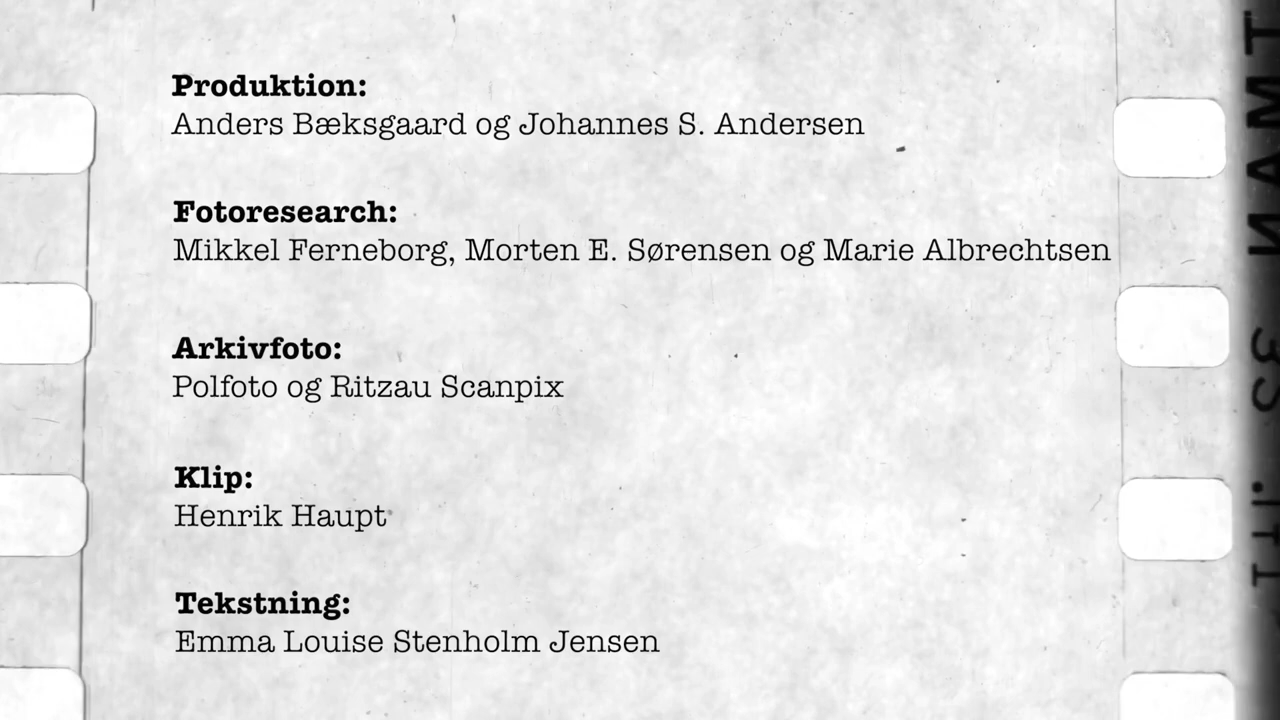 Produktion:
Anders Bæksgaard og Johannes S. Andersen
Fotoresearch:
Mikkel Ferneborg, Morten E. Sørensen og Marie Albrechtsen
Arkivfoto:
Polfoto og Ritzau Scanpix
Klip:
Henrik Haupt
Tekstning:
Emma Louise Stenholm Jensen